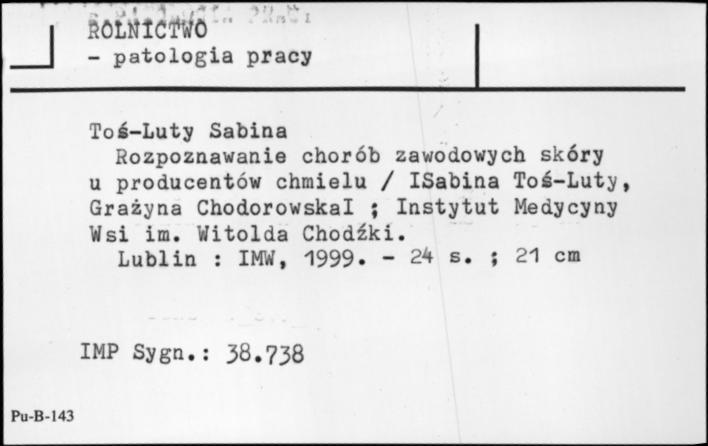 ROLNICTWO
- patologia pracy
Toś-Luty Sabina
Rozpoznawanie chorób zawodowych skóry
u producentów chmielu / ISabina Toś-Luty,
Grażyna ChodorowskaI ; Instytut Medycyny
Wsi im. Witolda Chodźki.
Lublin : IMW, 1999. - 24 s. ; 21 cm
IMP Sygn.: 38.738
Pu-B-143